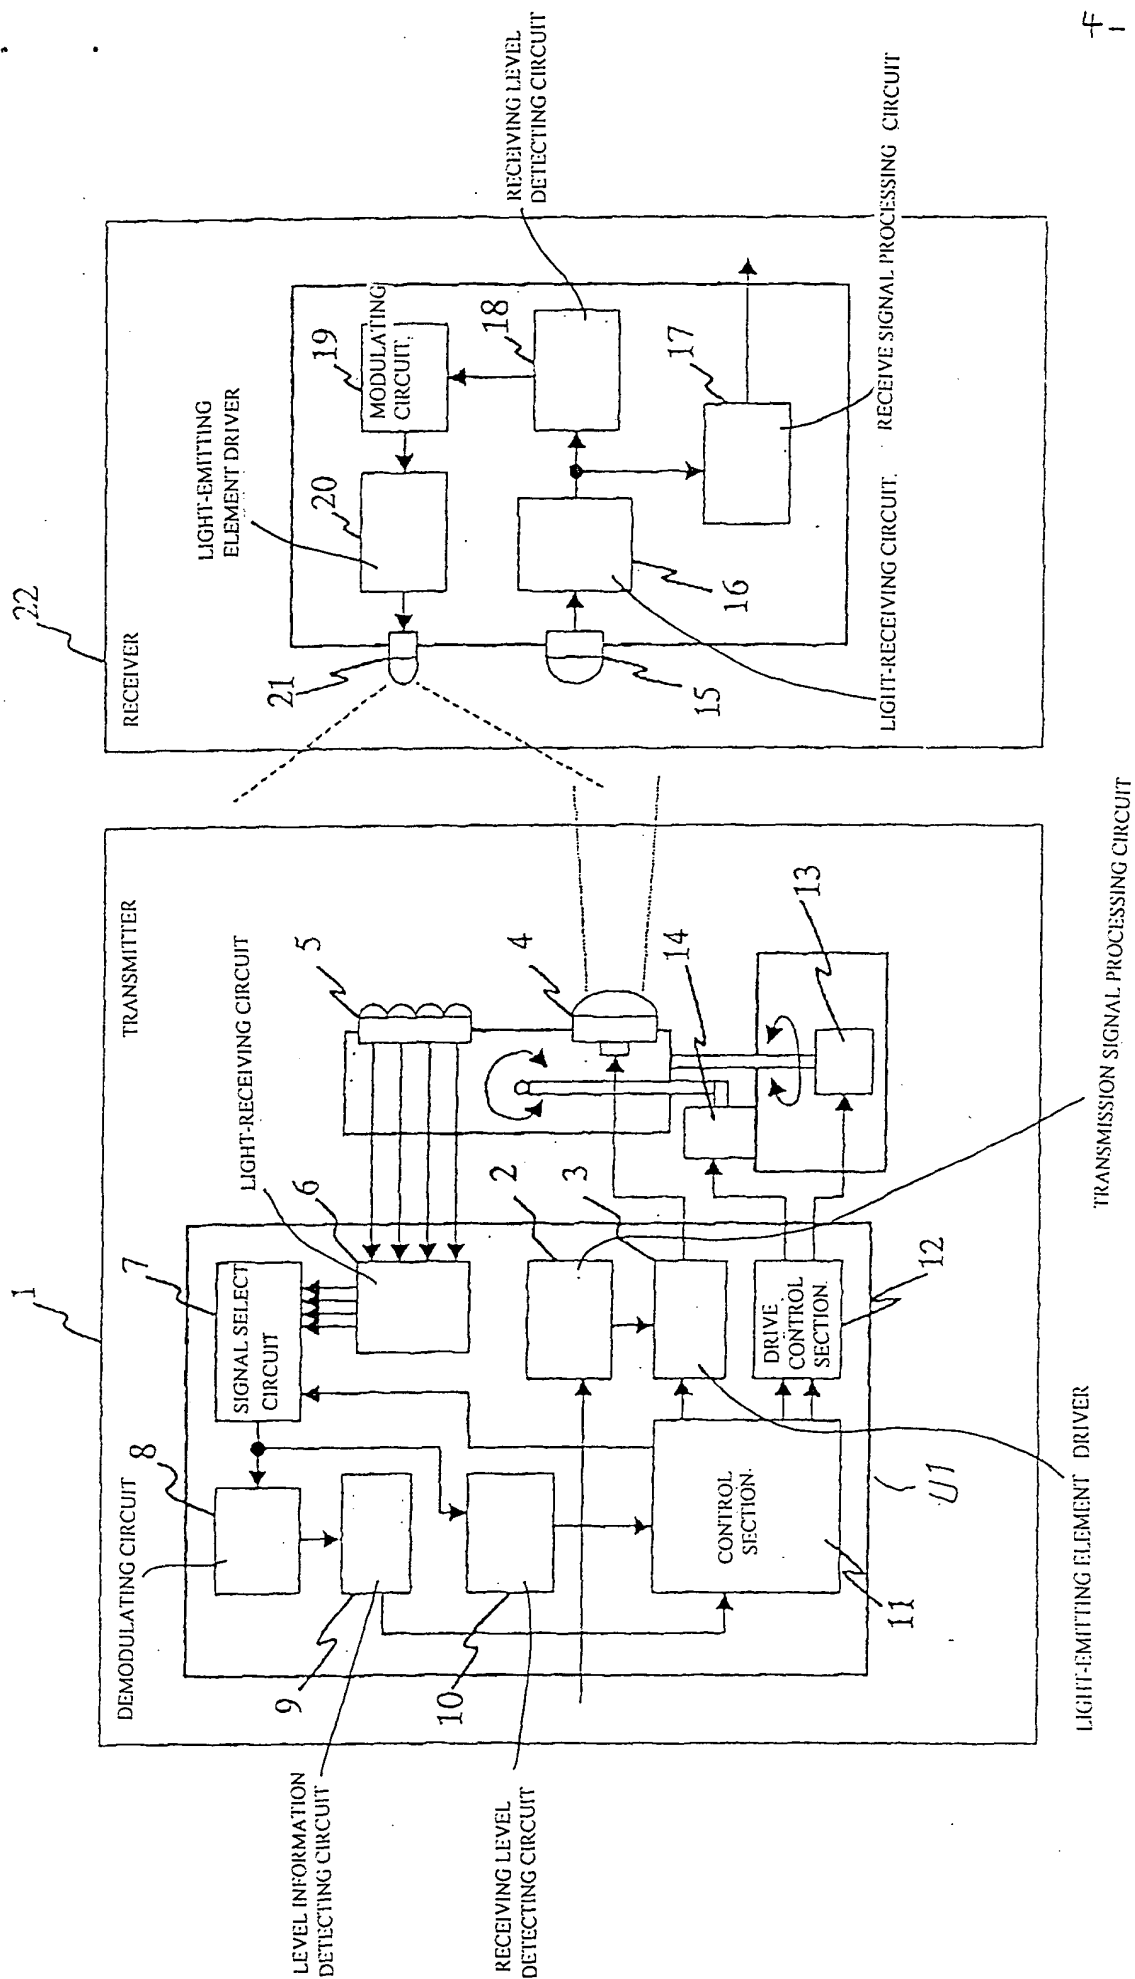 1
TRANSMITTER
DEMODULATING CIRCUIT
8
7
SIGNAL SELECT
CIRCUIT
LIGHT-RECEIVING CIRCUIT
6
5
LEVEL INFORMATION
DETECTING CIRCUIT
9
RECEIVING LEVEL
DETECTING CIRCUIT
10
2
3
4
14
13
CONTROL
SECTION.
11
DRIVE
CONTROL
SECTION.
12
U1
LIGHT-EMITTING ELEMENT DRIVER
TRANSMISSION SIGNAL PROCESSING CIRCUIT
22
RECEIVER
LIGHT-EMITTING
ELEMENT DRIVER
21
20
19
MODULATING
CIRCUIT.
18
RECEIVING LEVEL
DETECTING CIRCUIT
15
16
17
LIGHT-RECEIVING CIRCUIT.
RECEIVE SIGNAL PROCESSING CIRCUIT